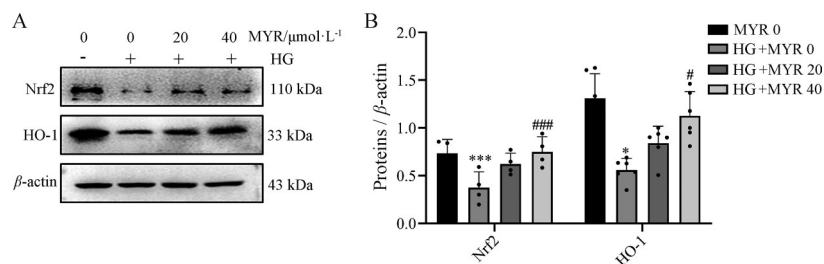 A
0 0 20 40 MYR/μmol·L⁻¹
- + + + HG
Nrf2 110 kDa
HO-1 33 kDa
β-actin 43 kDa
B
Proteins / β-actin
2.0
1.5
1.0
0.5
0.0
*** ###
* #
Nrf2 HO-1
MYR 0
HG+MYR 0
HG+MYR 20
HG+MYR 40